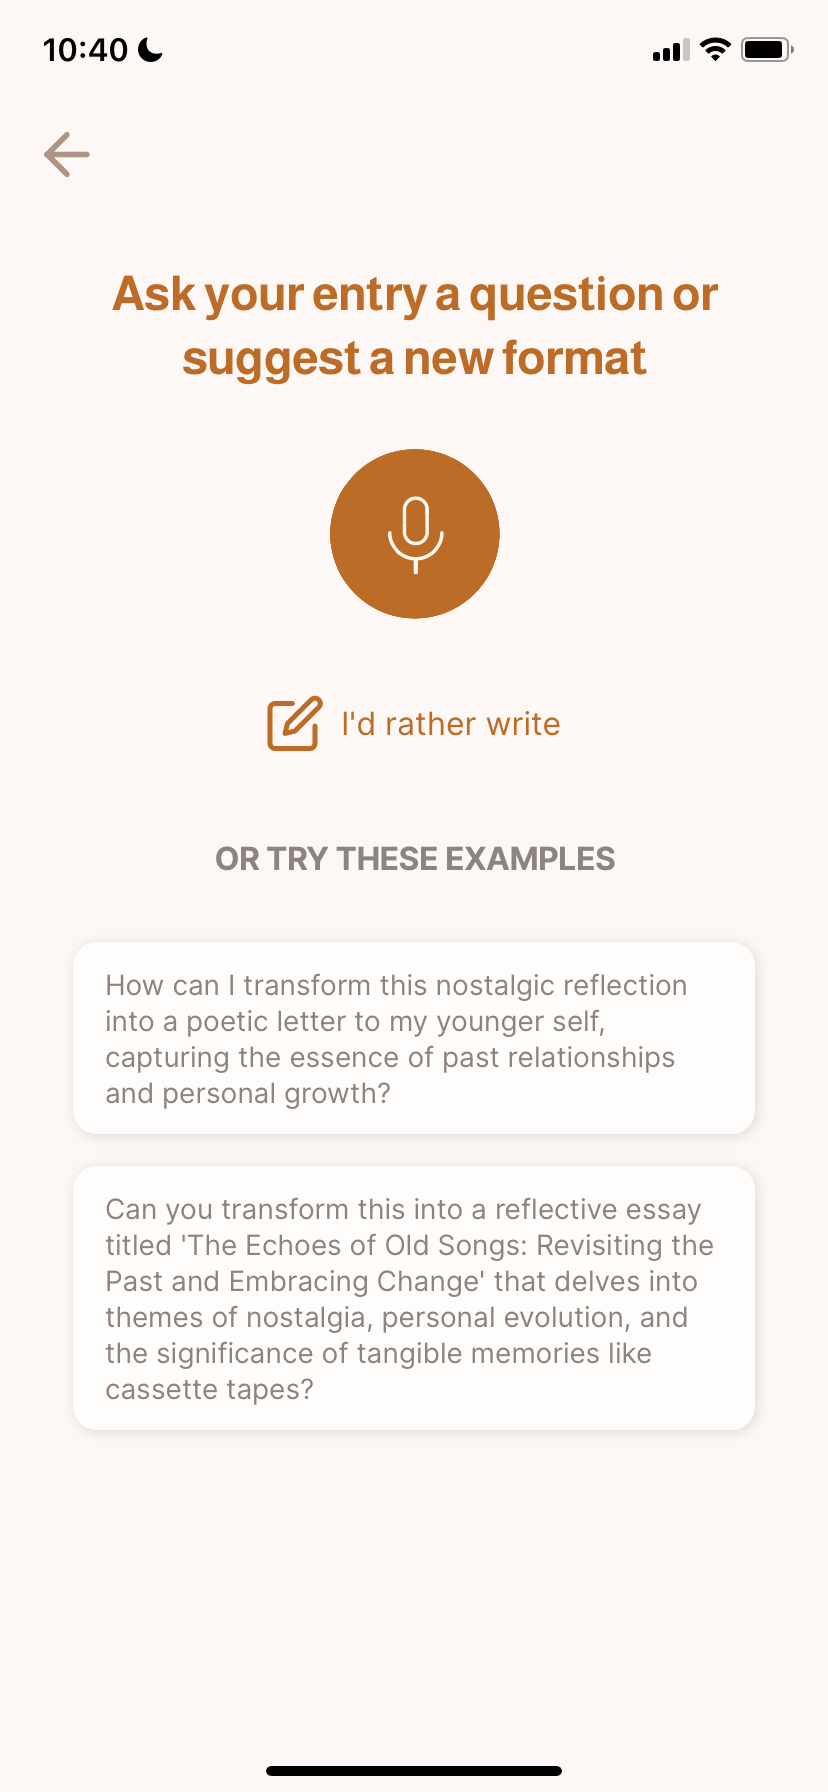 10:40
Ask your entry a question or
suggest a new format
I'd rather write
OR TRY THESE EXAMPLES
How can I transform this nostalgic reflection
into a poetic letter to my younger self,
capturing the essence of past relationships
and personal growth?
Can you transform this into a reflective essay
titled 'The Echoes of Old Songs: Revisiting the
Past and Embracing Change' that delves into
themes of nostalgia, personal evolution, and
the significance of tangible memories like
cassette tapes?